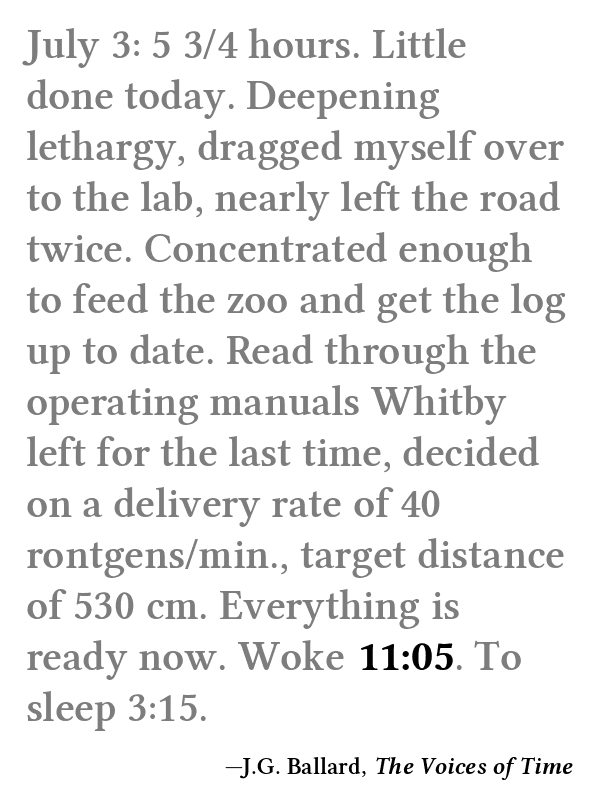 July 3: 5 3/4 hours. Little
done today. Deepening
lethargy, dragged myself over
to the lab, nearly left the road
twice. Concentrated enough
to feed the zoo and get the log
up to date. Read through the
operating manuals Whitby
left for the last time, decided
on a delivery rate of 40
rontgens/min., target distance
of 530 cm. Everything is
ready now. Woke 11:05. To
sleep 3:15.
—J.G. Ballard, The Voices of Time